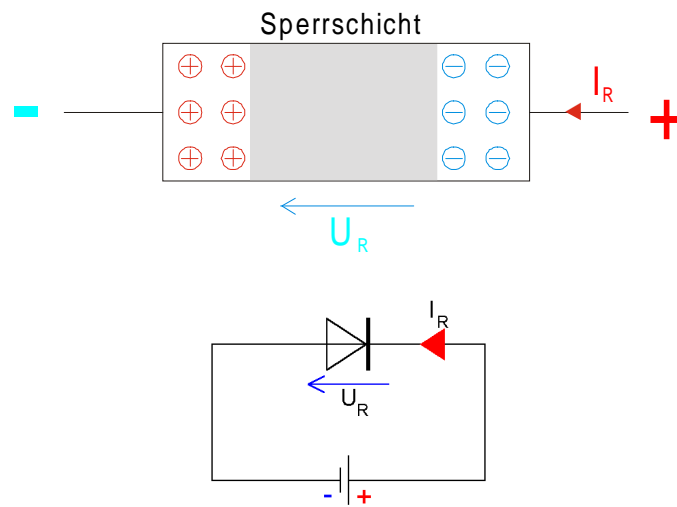 Sperrschicht
-
I_R
+
U_R
I_R
U_R
- +